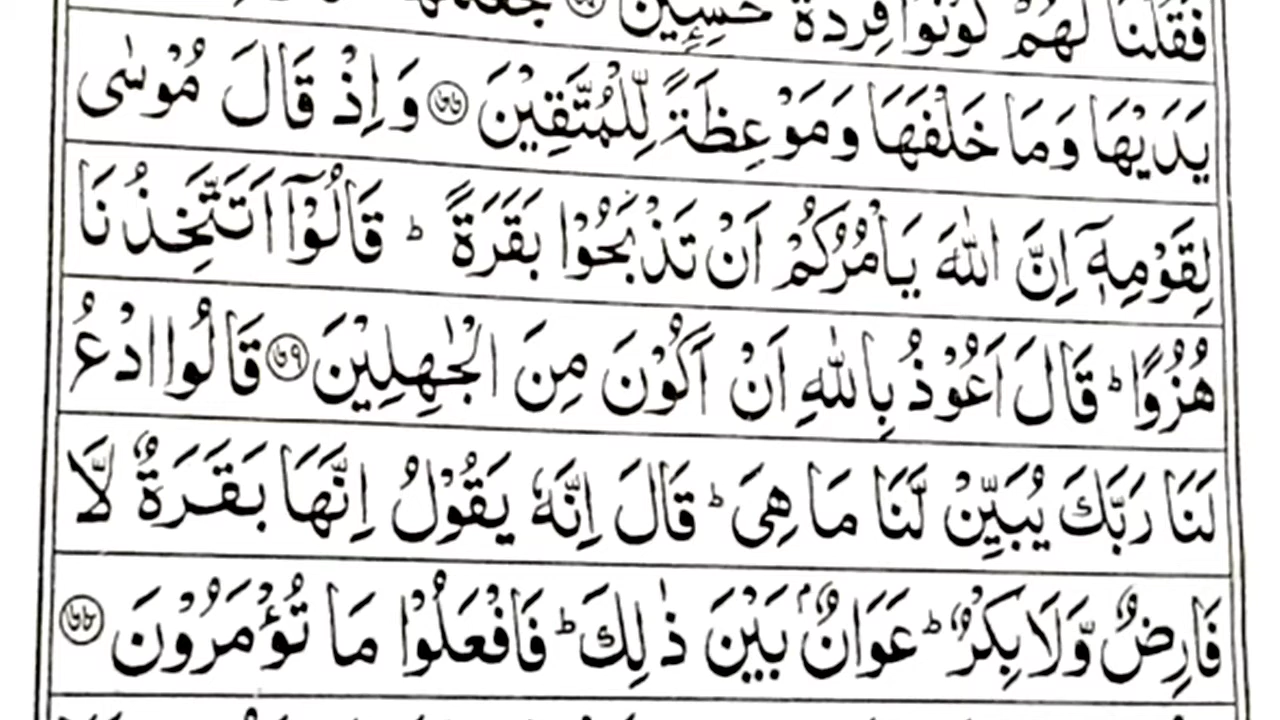 فَقُلْنَا لَهُمْ كُوْنُوْا قِرَدَةً خٰسِـِٕیْنَ
یَدَیْهَا وَمَا خَلْفَهَا وَمَوْعِظَةً لِّلْمُتَّقِیْنَ ۶۶ وَاِذْ قَالَ مُوْسٰی
لِقَوْمِهٖۤ اِنَّ اللّٰهَ یَاْمُرُكُمْ اَنْ تَذْبَحُوْا بَقَرَةً ؕ قَالُوْۤا اَتَتَّخِذُنَا
هُزُوًا ؕ قَالَ اَعُوْذُ بِاللّٰهِ اَنْ اَكُوْنَ مِنَ الْجٰهِلِیْنَ ۶۷ قَالُوا ادْعُ
لَنَا رَبَّكَ یُبَیِّنْ لَّنَا مَا هِیَ ؕ قَالَ اِنَّهٗ یَقُوْلُ اِنَّهَا بَقَرَةٌ لَّا
فَارِضٌ وَّلَا بِكْرٌ ؕ عَوَانٌۢ بَیْنَ ذٰلِكَ ؕ فَافْعَلُوْا مَا تُؤْمَرُوْنَ ۶۸